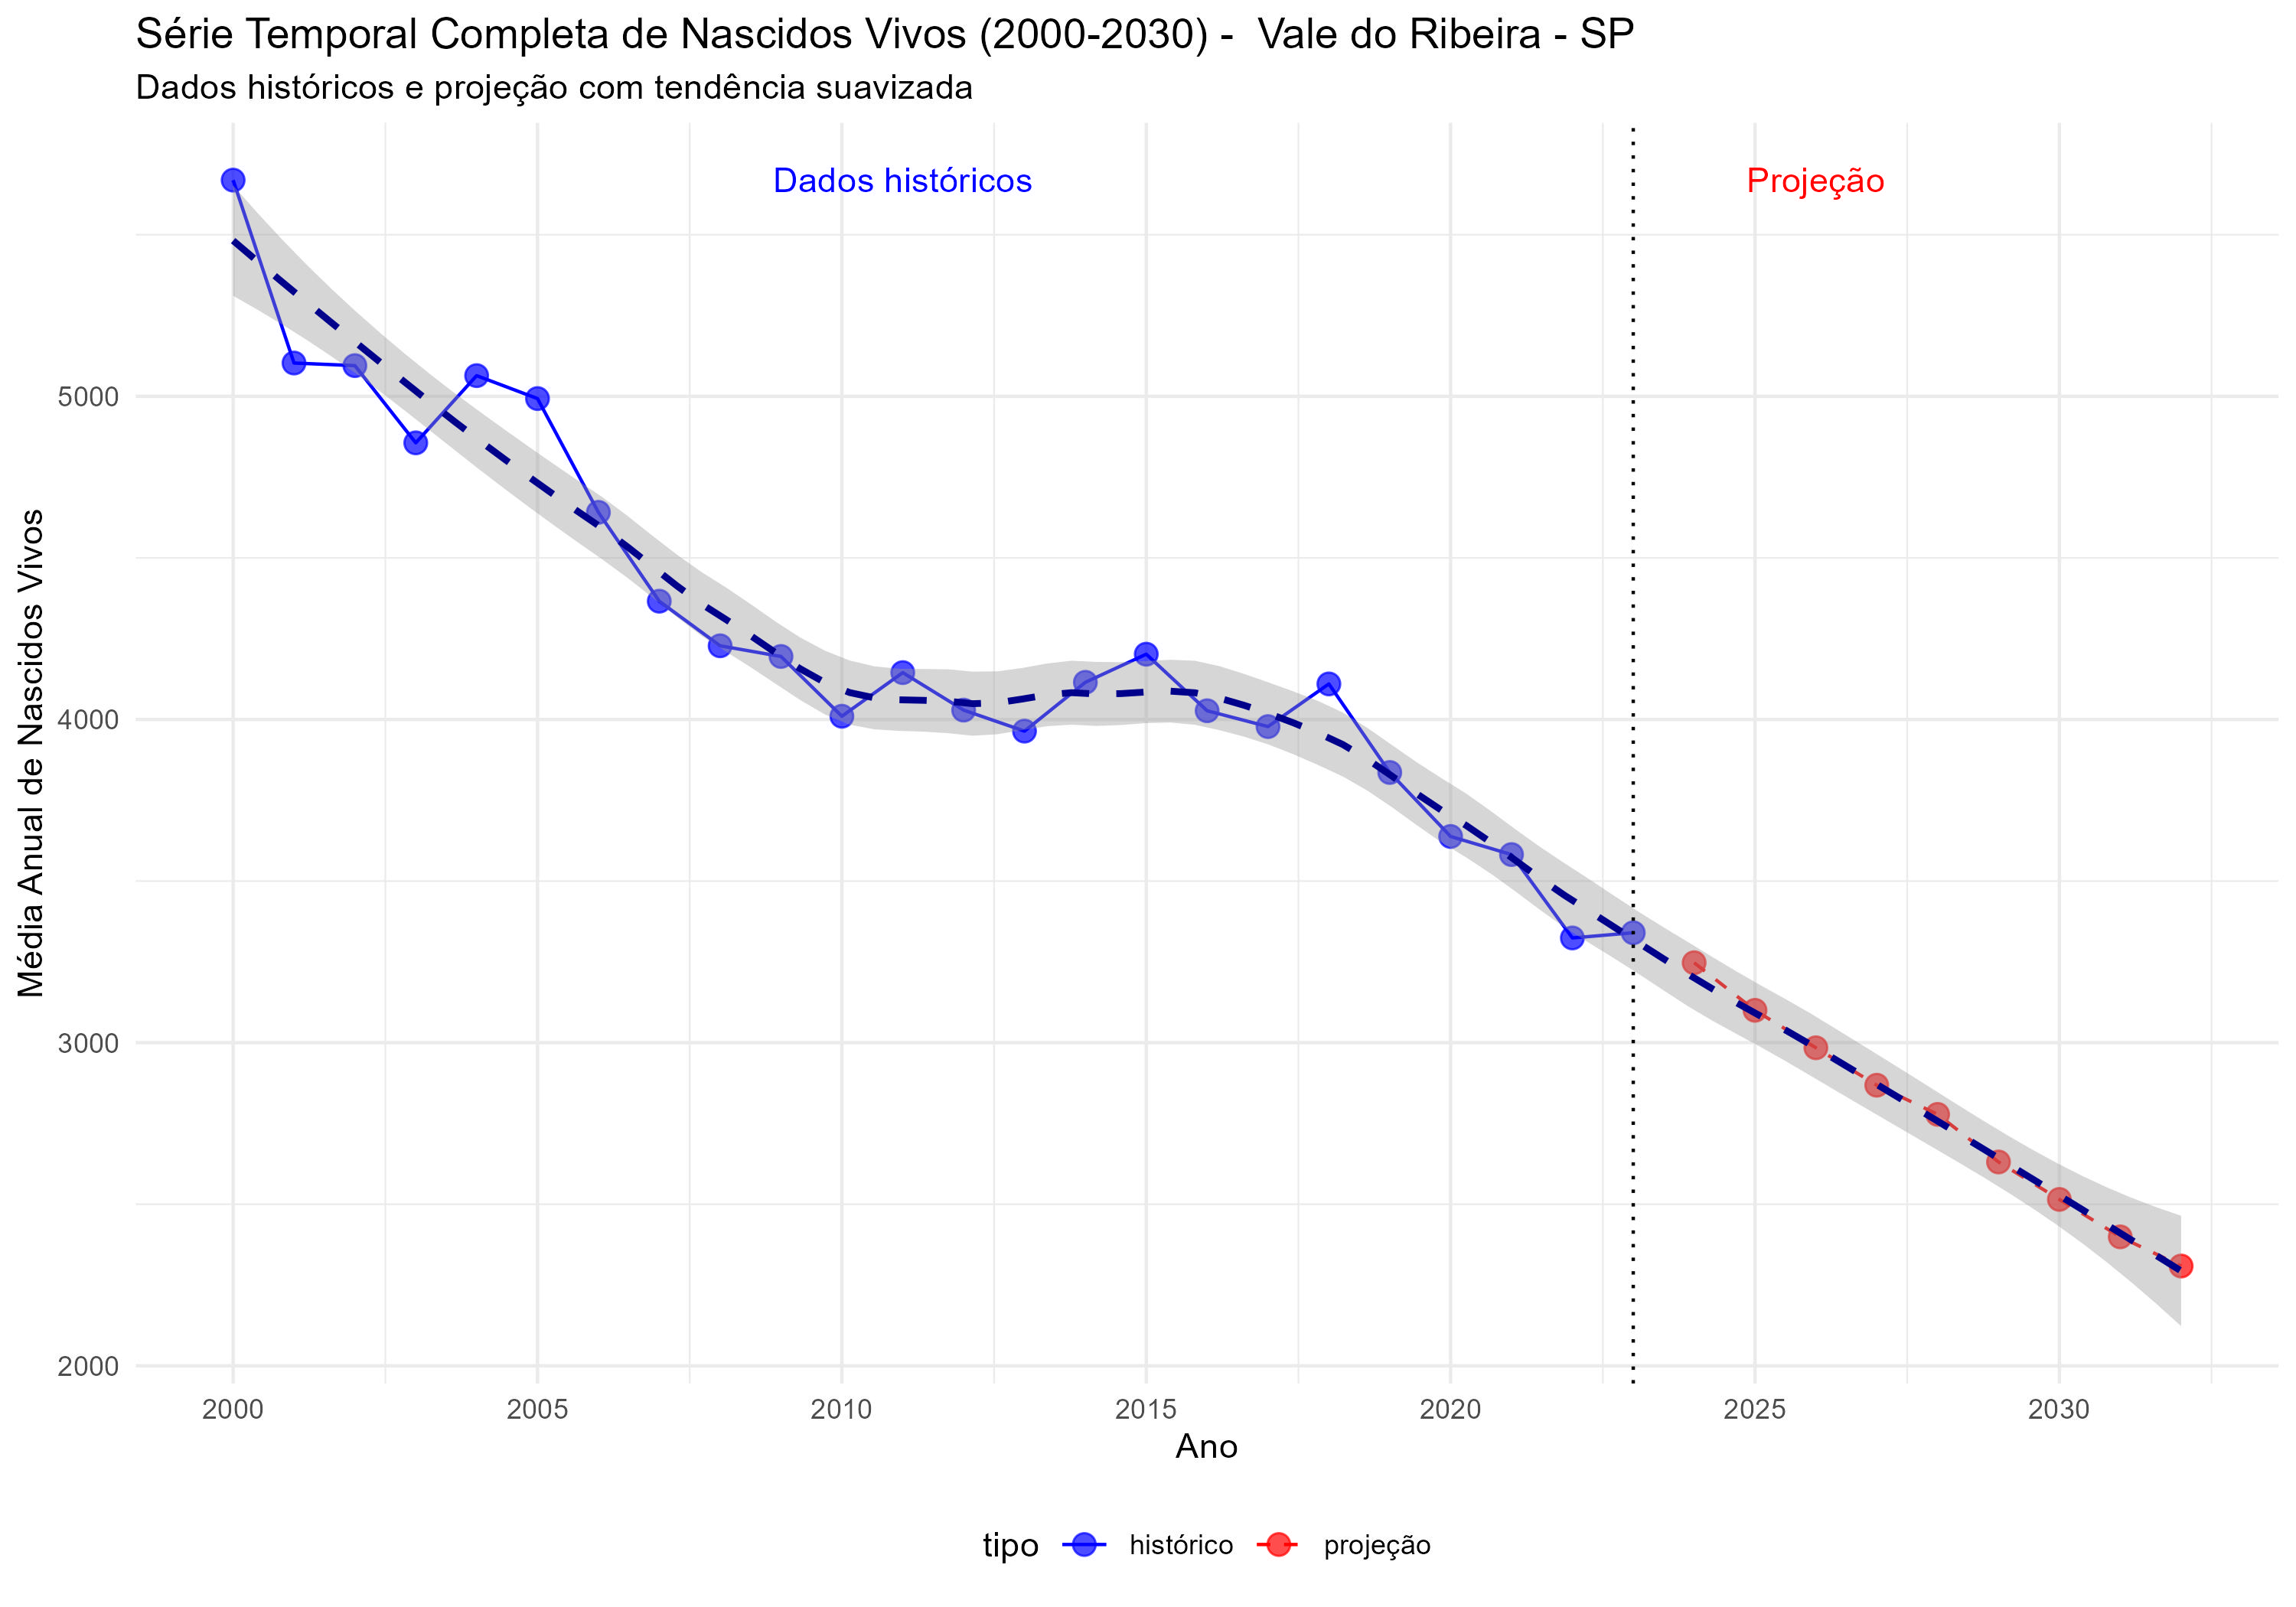 Série Temporal Completa de Nascidos Vivos (2000-2030) -  Vale do Ribeira - SP
Dados históricos e projeção com tendência suavizada
Dados históricos
Projeção
Média Anual de Nascidos Vivos
5000
4000
3000
2000
2000 2005 2010 2015 2020 2025 2030
Ano
tipo histórico projeção